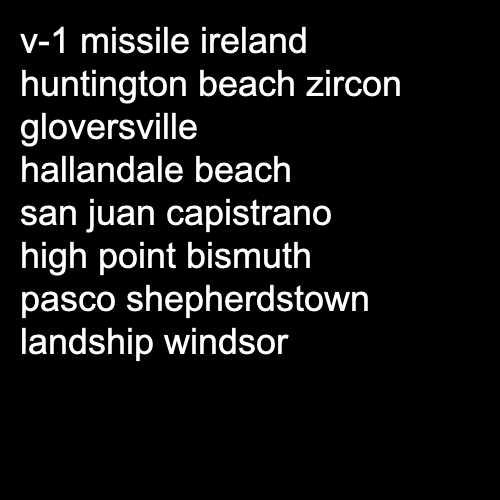 v-1 missile ireland
huntington beach zircon
gloversville
hallandale beach
san juan capistrano
high point bismuth
pasco shepherdstown
landship windsor